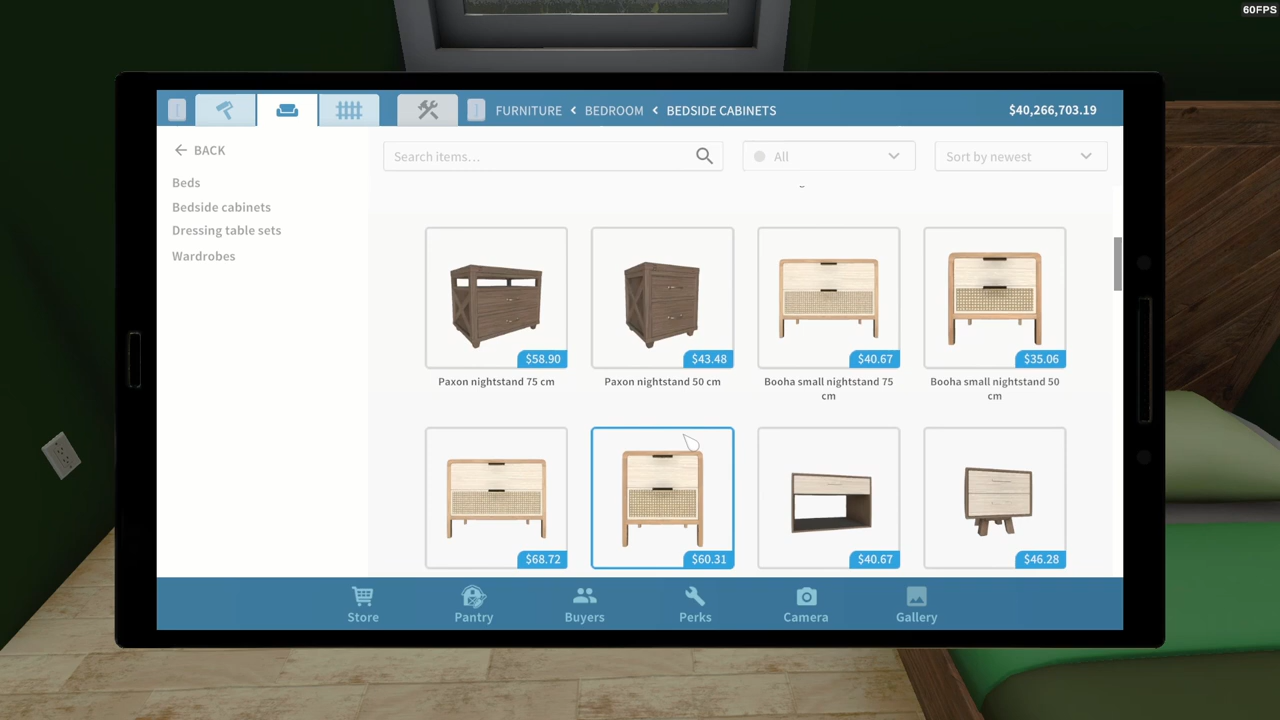 60FPS
FURNITURE < BEDROOM < BEDSIDE CABINETS
$40,266,703.19
BACK
Search items...
All
Sort by newest
Beds
Bedside cabinets
Dressing table sets
Wardrobes
$58.90
$43.48
$40.67
$35.06
Paxon nightstand 75 cm
Paxon nightstand 50 cm
Booha small nightstand 75
cm
Booha small nightstand 50
cm
$68.72
$60.31
$40.67
$46.28
Store
Pantry
Buyers
Perks
Camera
Gallery